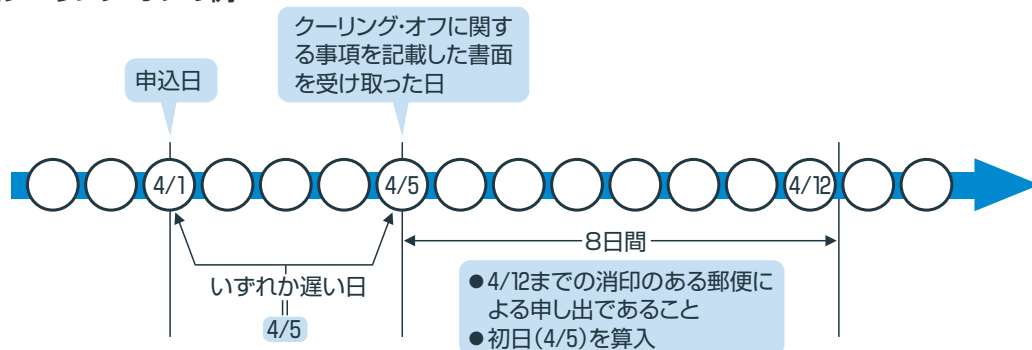 クーリング・オフに関す
る事項を記載した書面
を受け取った日
申込日
4/1
4/5
4/12
8日間
いずれか遅い日
=
4/5
●4/12までの消印のある郵便に
よる申し出であること
●初日(4/5)を算入